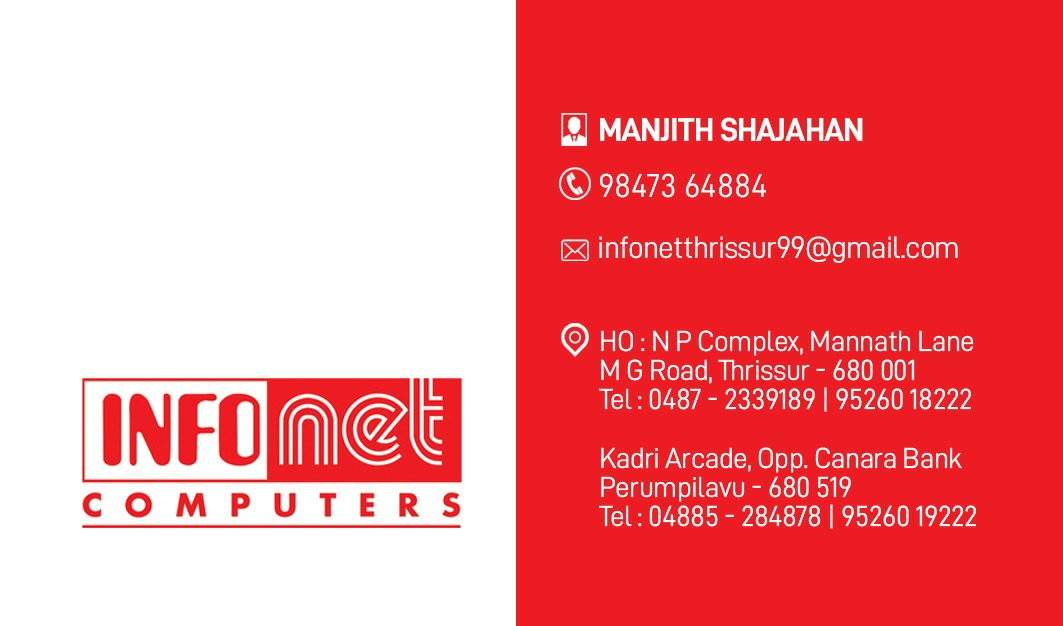 INFOnet
COMPUTERS
MANJITH SHAJAHAN
98473 64884
infonetthrissur99@gmail.com
HO : N P Complex, Mannath Lane
M G Road, Thrissur - 680 001
Tel : 0487 - 2339189 | 95260 18222
Kadri Arcade, Opp. Canara Bank
Perumpilavu - 680 519
Tel : 04885 - 284878 | 95260 19222